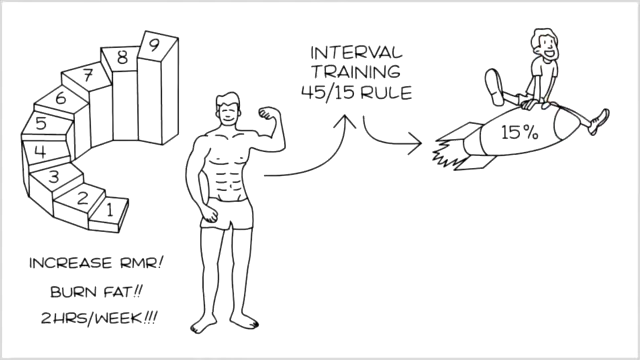 1
2
3
4
5
6
7
8
9
INTERVAL
TRAINING
45/15 RULE
15%
INCREASE RMR!
BURN FAT!!
2HRS/WEEK!!!